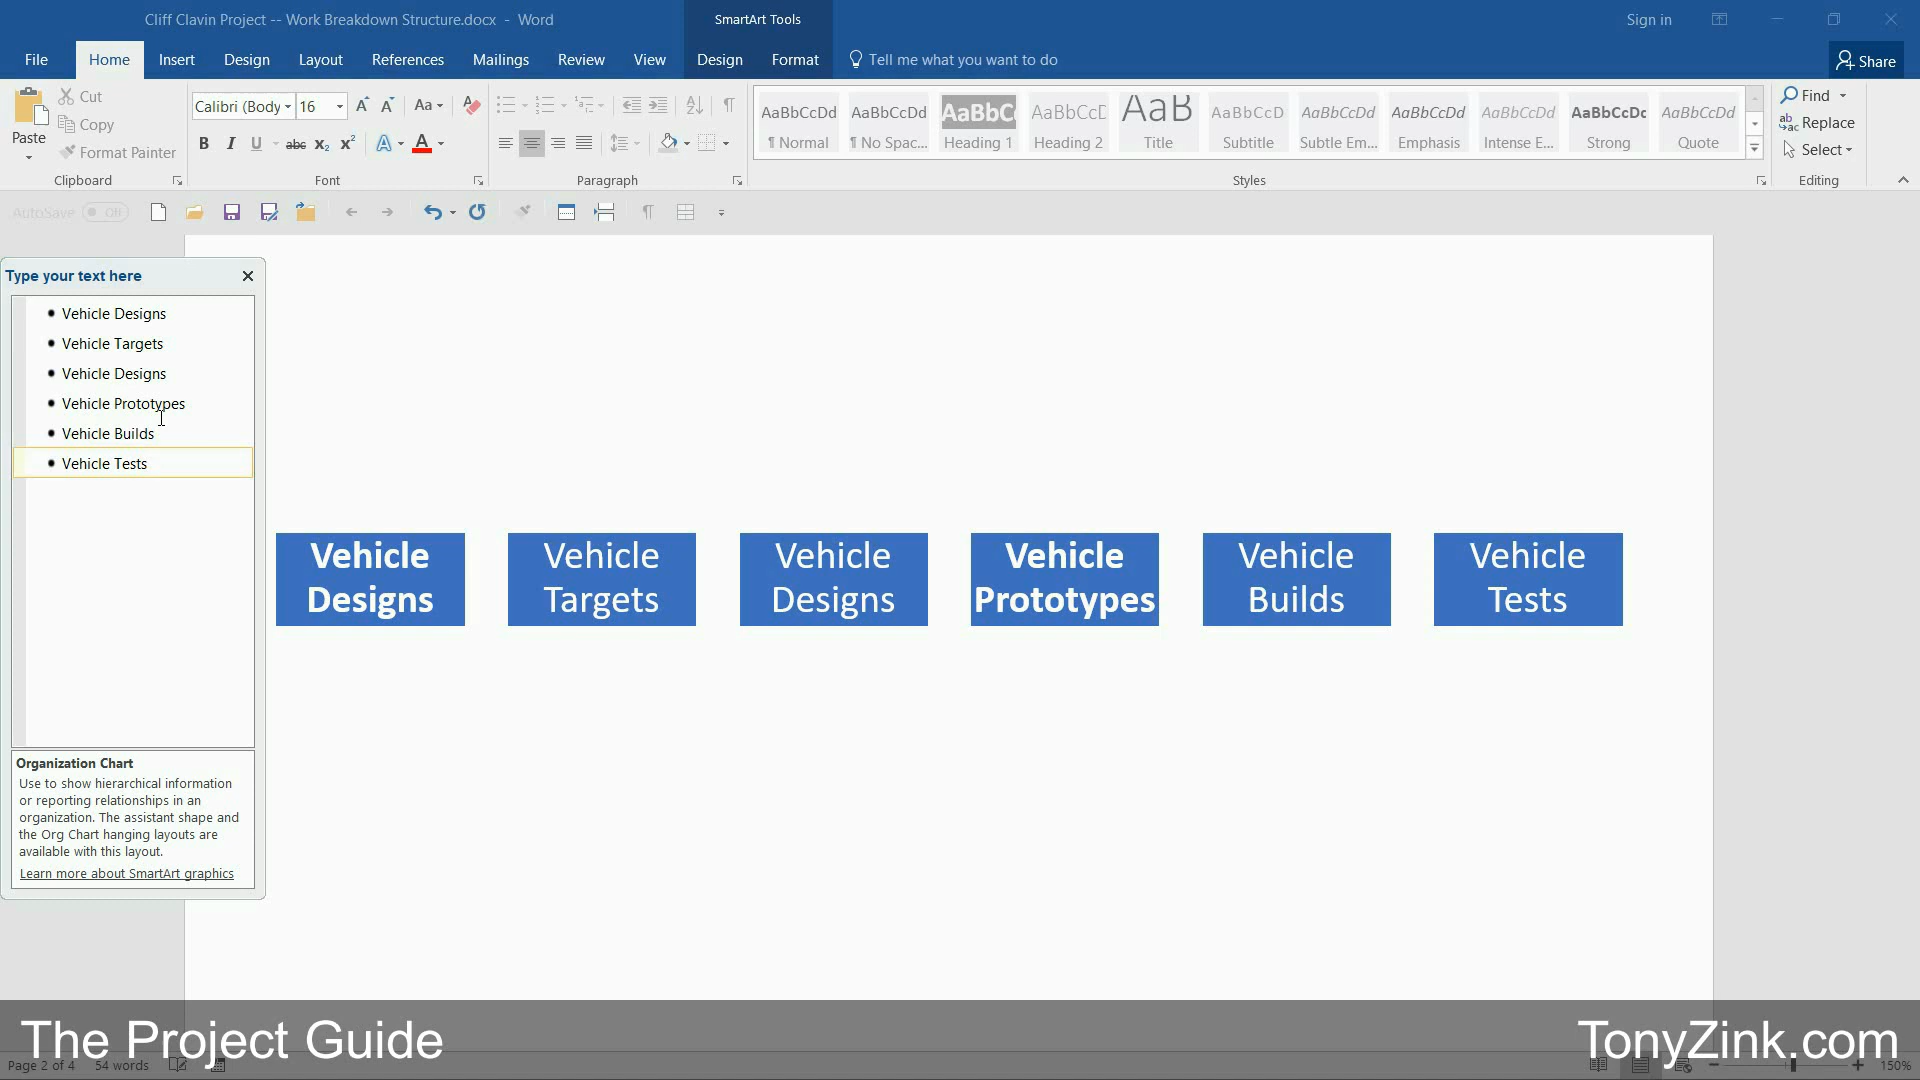 Cliff Clavin Project -- Work Breakdown Structure.docx - Word
SmartArt Tools
Sign in
File Home Insert Design Layout References Mailings Review View Design Format Tell me what you want to do Share
Paste
Cut
Copy
Format Painter
Clipboard
Calibri (Body 16 Aa
B I U abc X₂ X² A A
Font
Paragraph
AaBbCcDd AaBbCcDd AaBbC AaBbCc AaB AaBbCcD AaBbCcDd AaBbCcDd AaBbCcDd AaBbCcDc AaBbCcDd
¶ Normal ¶ No Spac... Heading 1 Heading 2 Title Subtitle Subtle Em... Emphasis Intense E... Strong Quote
Styles
Find
Replace
Select
Editing
AutoSave Off
Type your text here
• Vehicle Designs
• Vehicle Targets
• Vehicle Designs
• Vehicle Prototypes
• Vehicle Builds
• Vehicle Tests
Organization Chart
Use to show hierarchical information
or reporting relationships in an
organization. The assistant shape and
the Org Chart hanging layouts are
available with this layout.
Learn more about SmartArt graphics
Vehicle
Designs
Vehicle
Targets
Vehicle
Designs
Vehicle
Prototypes
Vehicle
Builds
Vehicle
Tests
The Project Guide
TonyZink.com
Page 2 of 4 54 words
150%